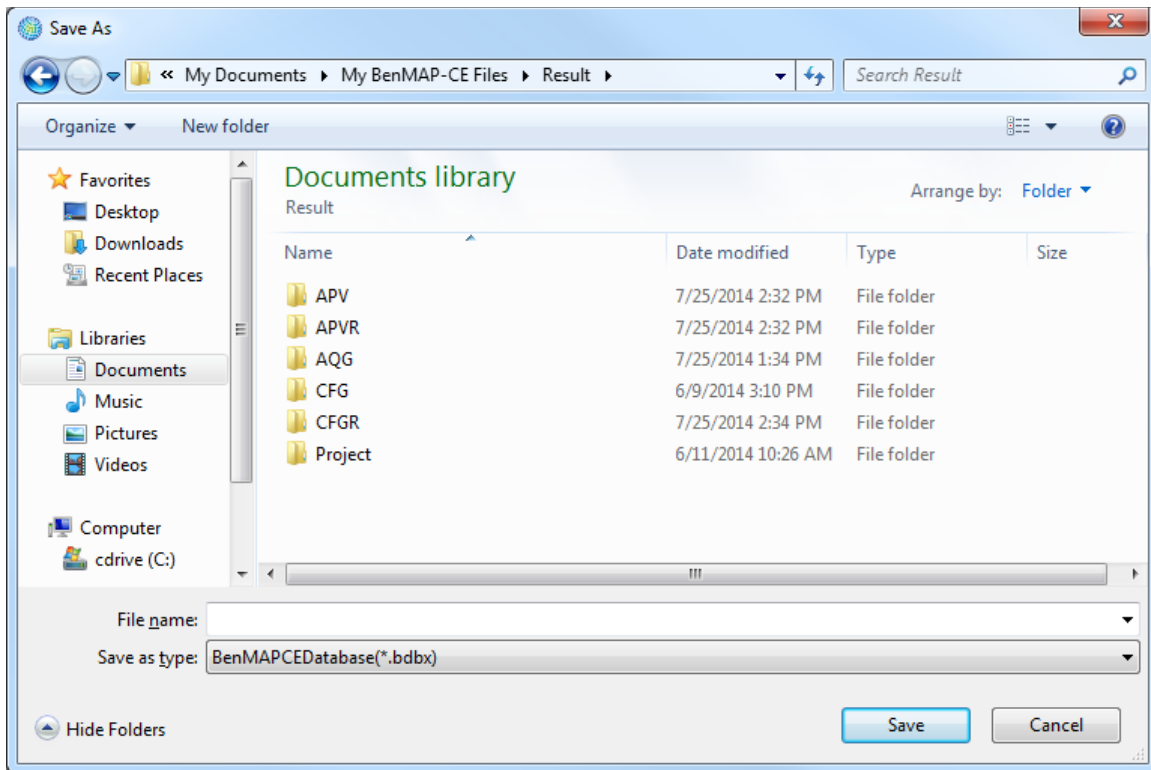 Save As
« My Documents ▸ My BenMAP-CE Files ▸ Result ▸
Search Result
Organize ▾ New folder
Favorites
Desktop
Downloads
Recent Places
Libraries
Documents
Music
Pictures
Videos
Computer
cdrive (C:)
Documents library
Result
Arrange by: Folder ▾
Name Date modified Type Size
APV 7/25/2014 2:32 PM File folder
APVR 7/25/2014 2:32 PM File folder
AQG 7/25/2014 1:34 PM File folder
CFG 6/9/2014 3:10 PM File folder
CFGR 7/25/2014 2:34 PM File folder
Project 6/11/2014 10:26 AM File folder
File name:
Save as type: BenMAPCEDatabase(*.bdbx)
Hide Folders
Save Cancel